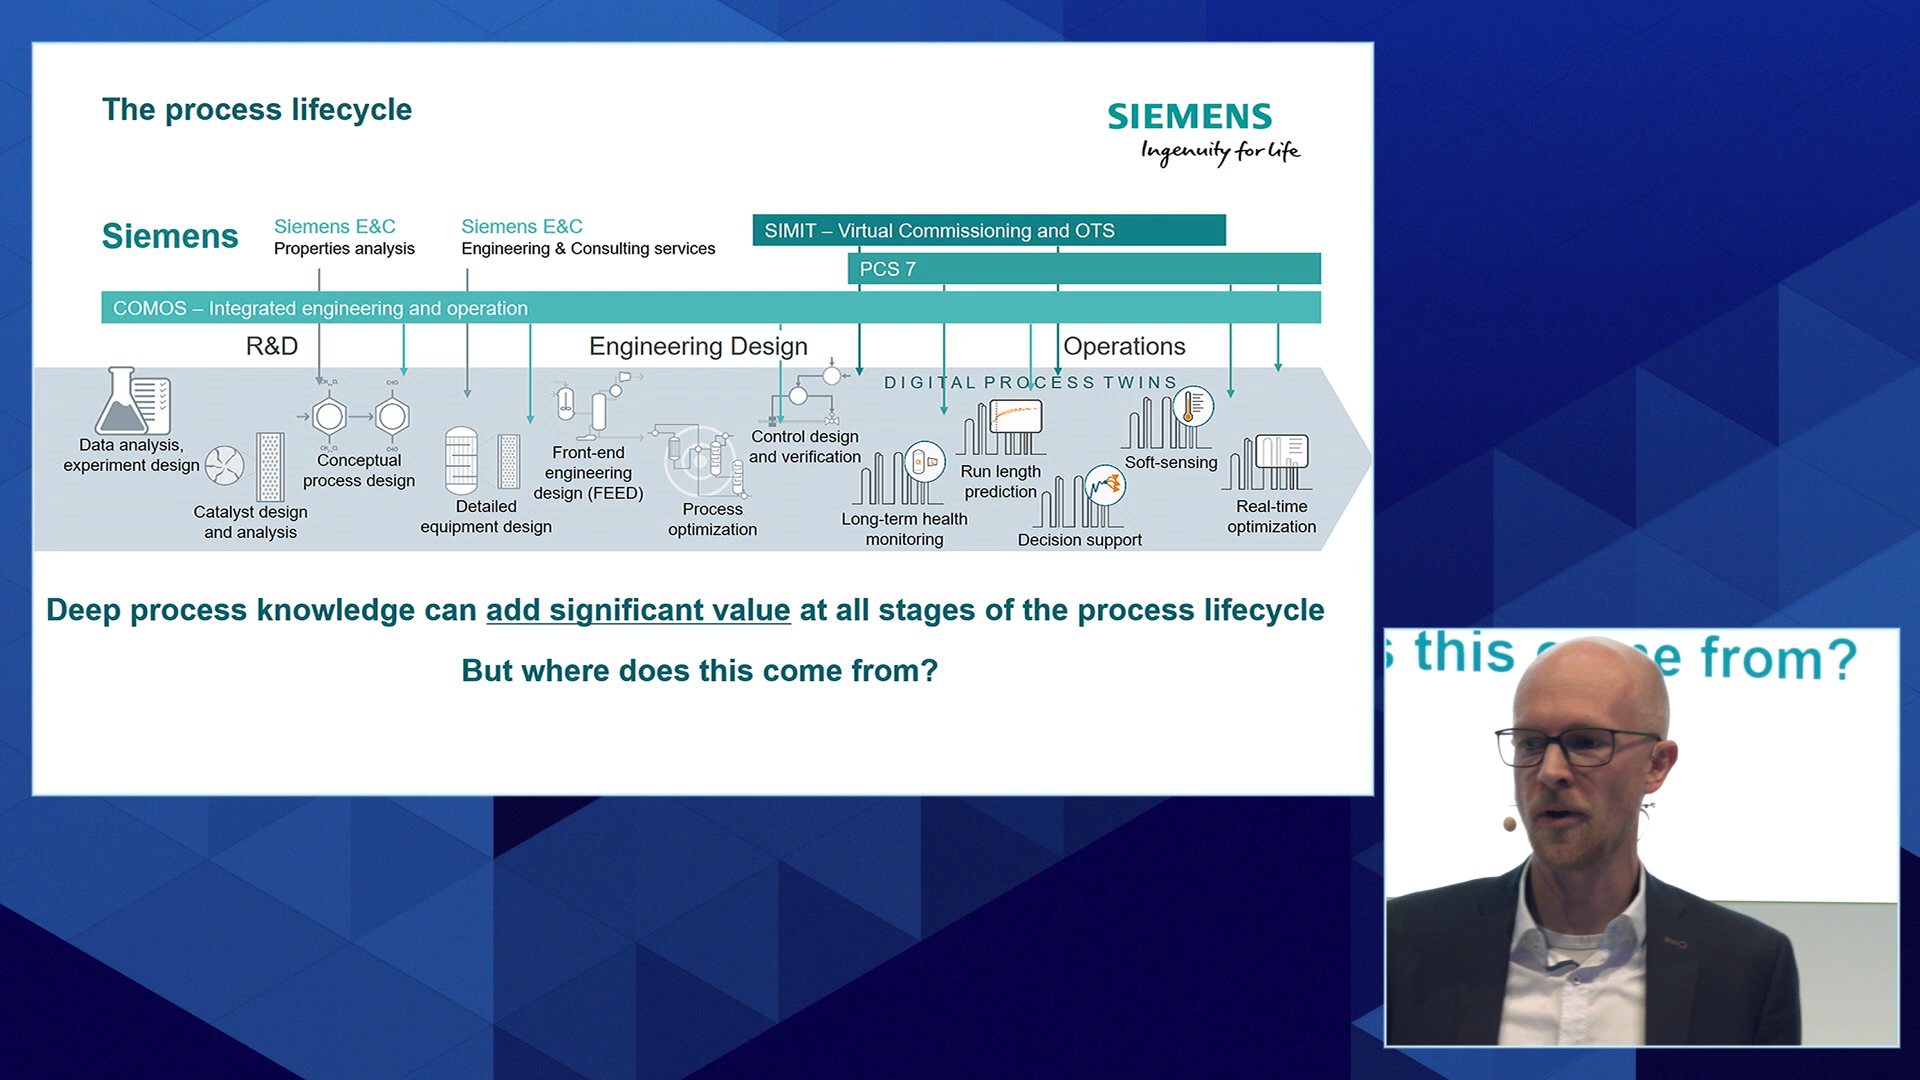 The process lifecycle
SIEMENS
Ingenuity for life
Siemens
Siemens E&C
Properties analysis
Siemens E&C
Engineering & Consulting services
SIMIT – Virtual Commissioning and OTS
PCS 7
COMOS – Integrated engineering and operation
R&D
Engineering Design
Operations
DIGITAL PROCESS TWINS
Data analysis,
experiment design
Catalyst design
and analysis
Conceptual
process design
Detailed
equipment design
Front-end
engineering
design (FEED)
Process
optimization
Control design
and verification
Long-term health
monitoring
Run length
prediction
Decision support
Soft-sensing
Real-time
optimization
Deep process knowledge can add significant value at all stages of the process lifecycle
But where does this come from?
this from?